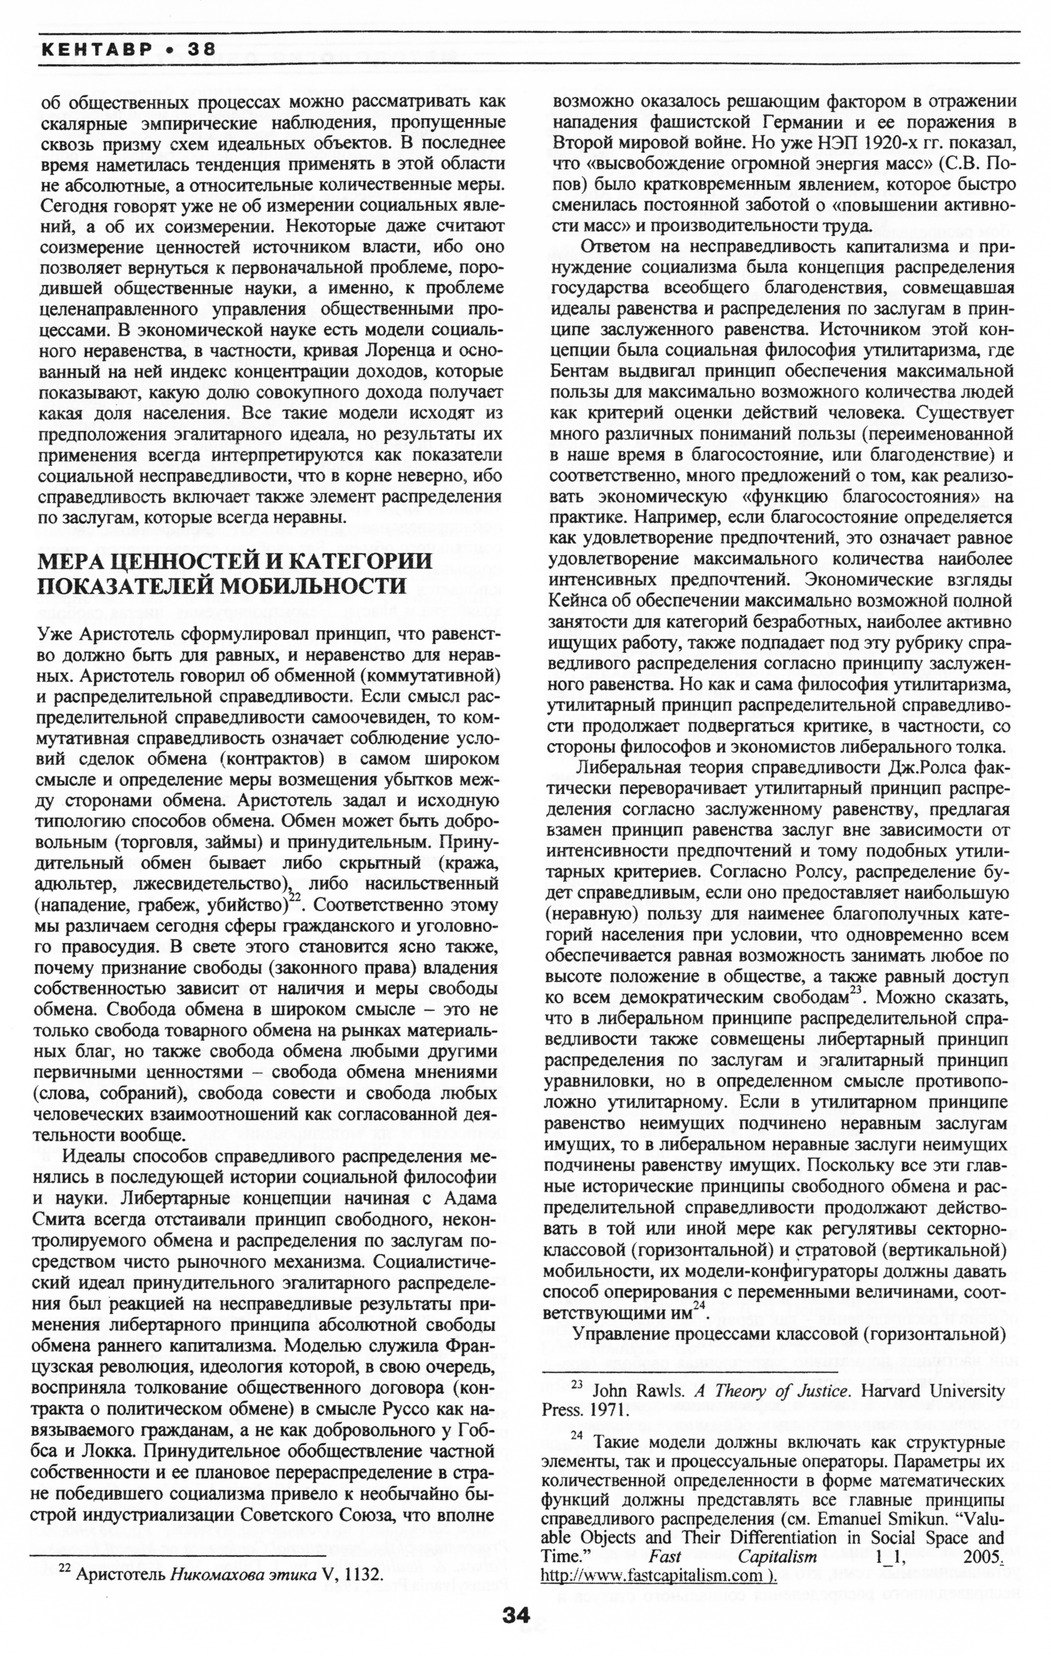 КЕНТАВР • 38
об общественных процессах можно рассматривать как
скалярные эмпирические наблюдения, пропущенные
сквозь призму схем идеальных объектов. В последнее
время наметилась тенденция применять в этой области
не абсолютные, а относительные количественные меры.
Сегодня говорят уже не об измерении социальных явле-
ний, а об их соизмерении. Некоторые даже считают
соизмерение ценностей источником власти, ибо оно
позволяет вернуться к первоначальной проблеме, поро-
дившей общественные науки, а именно, к проблеме
целенаправленного управления общественными про-
цессами. В экономической науке есть модели социаль-
ного неравенства, в частности, кривая Лоренца и осно-
ванный на ней индекс концентрации доходов, которые
показывают, какую долю совокупного дохода получает
какая доля населения. Все такие модели исходят из
предположения эгалитарного идеала, но результаты их
применения всегда интерпретируются как показатели
социальной несправедливости, что в корне неверно, ибо
справедливость включает также элемент распределения
по заслугам, которые всегда неравны.
МЕРА ЦЕННОСТЕЙ И КАТЕГОРИИ
ПОКАЗАТЕЛЕЙ МОБИЛЬНОСТИ
Уже Аристотель сформулировал принцип, что равенст-
во должно быть для равных, и неравенство для нерав-
ных. Аристотель говорил об обменной (коммутативной)
и распределительной справедливости. Если смысл рас-
пределительной справедливости самоочевиден, то ком-
мутативная справедливость означает соблюдение усло-
вий сделок обмена (контрактов) в самом широком
смысле и определение меры возмещения убытков меж-
ду сторонами обмена. Аристотель задал и исходную
типологию способов обмена. Обмен может быть добро-
вольным (торговля, займы) и принудительным. Прину-
дительный обмен бывает либо скрытный (кража,
адюльтер, лжесвидетельство), либо насильственный
(нападение, грабеж, убийство)²². Соответственно этому
мы различаем сегодня сферы гражданского и уголовно-
го правосудия. В свете этого становится ясно также,
почему признание свободы (законного права) владения
собственностью зависит от наличия и меры свободы
обмена. Свобода обмена в широком смысле – это не
только свобода товарного обмена на рынках материаль-
ных благ, но также свобода обмена любыми другими
первичными ценностями – свобода обмена мнениями
(слова, собраний), свобода совести и свобода любых
человеческих взаимоотношений как согласованной дея-
тельности вообще.
Идеалы способов справедливого распределения ме-
нялись в последующей истории социальной философии
и науки. Либертарные концепции начиная с Адама
Смита всегда отстаивали принцип свободного, некон-
тролируемого обмена и распределения по заслугам по-
средством чисто рыночного механизма. Социалистиче-
ский идеал принудительного эгалитарного распределе-
ния был реакцией на несправедливые результаты при-
менения либертарного принципа абсолютной свободы
обмена раннего капитализма. Моделью служила Фран-
цузская революция, идеология которой, в свою очередь,
восприняла толкование общественного договора (кон-
тракта о политическом обмене) в смысле Руссо как на-
вязываемого гражданам, а не как добровольного у Гоб-
бса и Локка. Принудительное обобществление частной
собственности и ее плановое перераспределение в стра-
не победившего социализма привело к необычайно бы-
строй индустриализации Советского Союза, что вполне
²² Аристотель Никомахова этика V, 1132.
возможно оказалось решающим фактором в отражении
нападения фашистской Германии и ее поражения в
Второй мировой войне. Но уже НЭП 1920-х гг. показал,
что «высвобождение огромной энергия масс» (С.В. По-
пов) было кратковременным явлением, которое быстро
сменилась постоянной заботой о «повышении активно-
сти масс» и производительности труда.
Ответом на несправедливость капитализма и при-
нуждение социализма была концепция распределения
государства всеобщего благоденствия, совмещавшая
идеалы равенства и распределения по заслугам в прин-
ципе заслуженного равенства. Источником этой кон-
цепции была социальная философия утилитаризма, где
Бентам выдвигал принцип обеспечения максимальной
пользы для максимально возможного количества людей
как критерий оценки действий человека. Существует
много различных пониманий пользы (переименованной
в наше время в благосостояние, или благоденствие) и
соответственно, много предложений о том, как реализо-
вать экономическую «функцию благосостояния» на
практике. Например, если благосостояние определяется
как удовлетворение предпочтений, это означает равное
удовлетворение максимального количества наиболее
интенсивных предпочтений. Экономические взгляды
Кейнса об обеспечении максимально возможной полной
занятости для категорий безработных, наиболее активно
ищущих работу, также подпадает под эту рубрику спра-
ведливого распределения согласно принципу заслужен-
ного равенства. Но как и сама философия утилитаризма,
утилитарный принцип распределительной справедливо-
сти продолжает подвергаться критике, в частности, со
стороны философов и экономистов либерального толка.
Либеральная теория справедливости Дж.Ролса фак-
тически переворачивает утилитарный принцип распре-
деления согласно заслуженному равенству, предлагая
взамен принцип равенства заслуг вне зависимости от
интенсивности предпочтений и тому подобных утили-
тарных критериев. Согласно Ролсу, распределение бу-
дет справедливым, если оно предоставляет наибольшую
(неравную) пользу для наименее благополучных кате-
горий населения при условии, что одновременно всем
обеспечивается равная возможность занимать любое по
высоте положение в обществе, а также равный доступ
ко всем демократическим свободам²³. Можно сказать,
что в либеральном принципе распределительной спра-
ведливости также совмещены либертарный принцип
распределения по заслугам и эгалитарный принцип
уравниловки, но в определенном смысле противопо-
ложно утилитарному. Если в утилитарном принципе
равенство неимущих подчинено неравным заслугам
имущих, то в либеральном неравные заслуги неимущих
подчинены равенству имущих. Поскольку все эти глав-
ные исторические принципы свободного обмена и рас-
пределительной справедливости продолжают действо-
вать в той или иной мере как регулятивы секторно-
классовой (горизонтальной) и стратовой (вертикальной)
мобильности, их модели-конфигураторы должны давать
способ оперирования с переменными величинами, соот-
ветствующими им²⁴.
Управление процессами классовой (горизонтальной)
²³ John Rawls. A Theory of Justice. Harvard University
Press. 1971.
²⁴ Такие модели должны включать как структурные
элементы, так и процессуальные операторы. Параметры их
количественной определенности в форме математических
функций должны представлять все главные принципы
справедливого распределения (см. Emanuel Smikun. “Valu-
able Objects and Their Differentiation in Social Space and
Time.” Fast Capitalism 1_1, 2005.
http://www.fastcapitalism.com ).
34